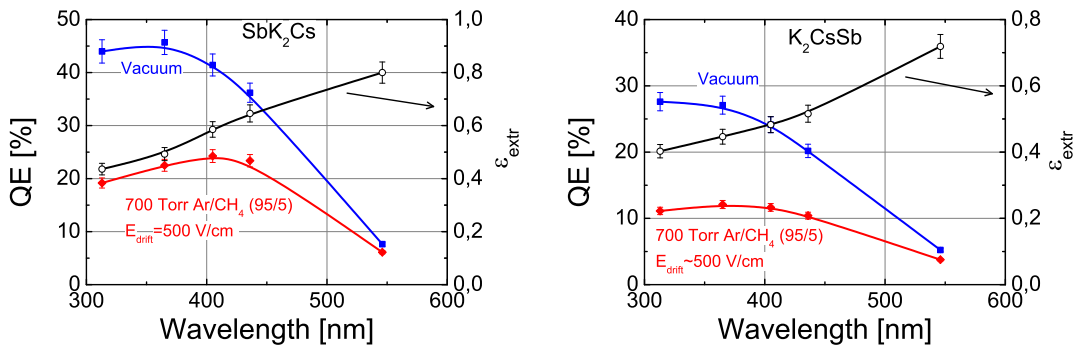 SbK2Cs
Vacuum
700 Torr Ar/CH4 (95/5)
Edrift=500 V/cm
QE [%]
50
40
30
20
10
0
1,0
0,8
0,6
0,4
0,2
0,0
εextr
300
400
500
600
Wavelength [nm]
K2CsSb
Vacuum
700 Torr Ar/CH4 (95/5)
Edrift~500 V/cm
QE [%]
40
30
20
10
0
0,8
0,6
0,4
0,2
0,0
εextr
300
400
500
600
Wavelength [nm]